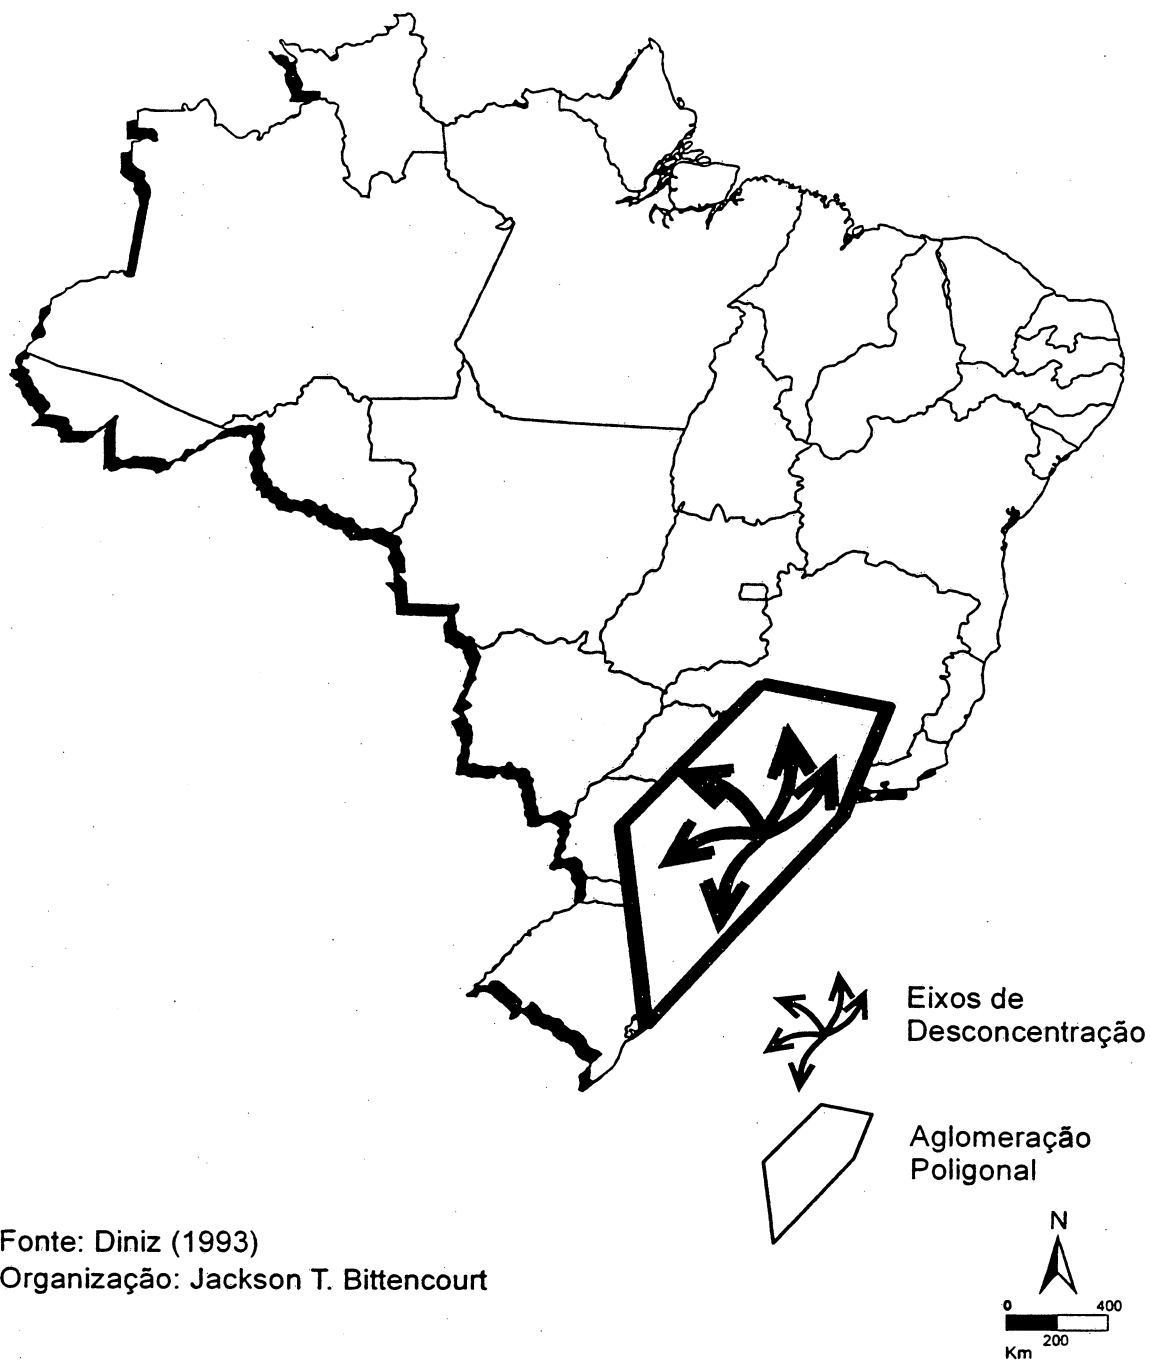 Eixos de
Desconcentração
Aglomeração
Poligonal
Fonte: Diniz (1993)
Organização: Jackson T. Bittencourt
N
0 400
200
Km